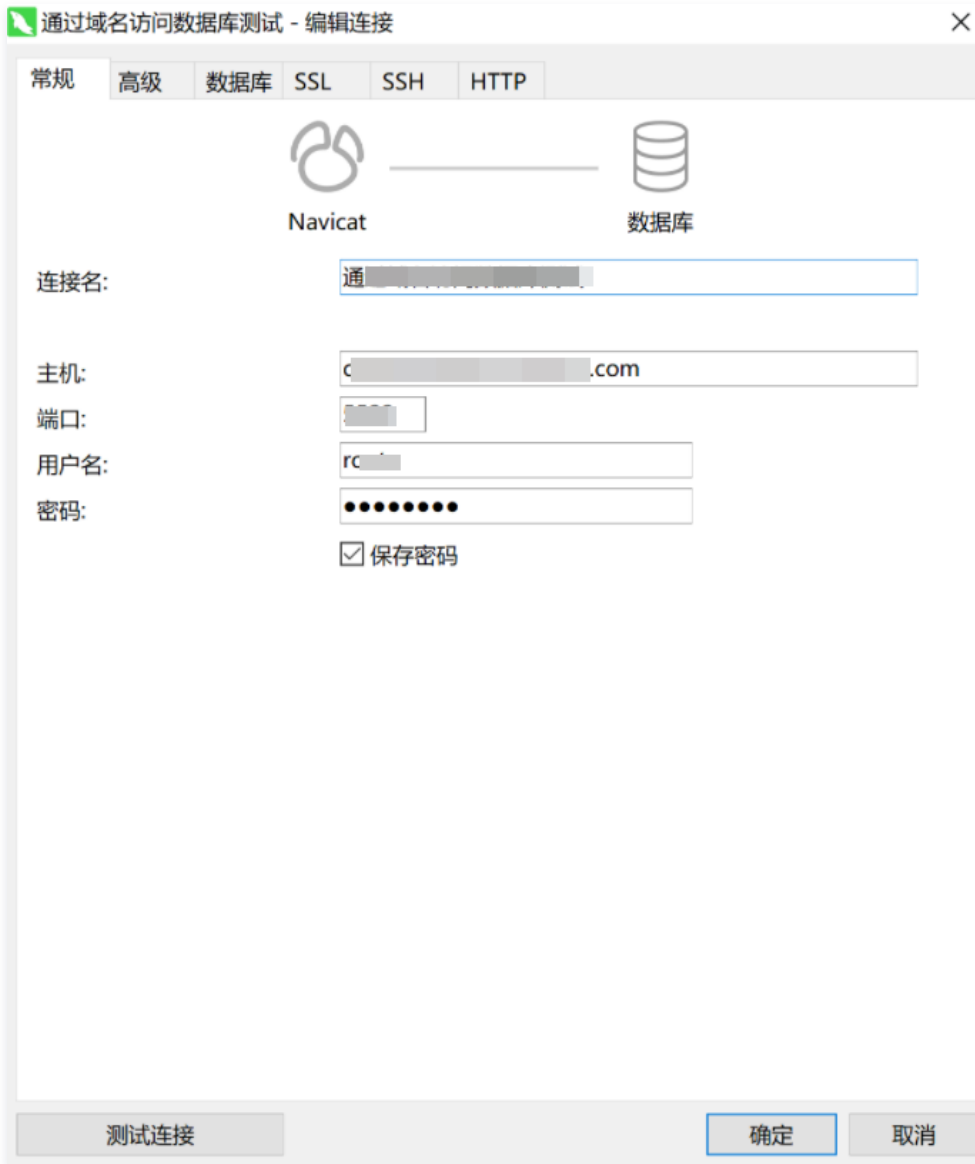 通过域名访问数据库测试 - 编辑连接
常规 高级 数据库 SSL SSH HTTP
Navicat 数据库
连接名: 通
主机: .com
端口:
用户名:
密码: ●●●●●●●●
保存密码
测试连接 确定 取消